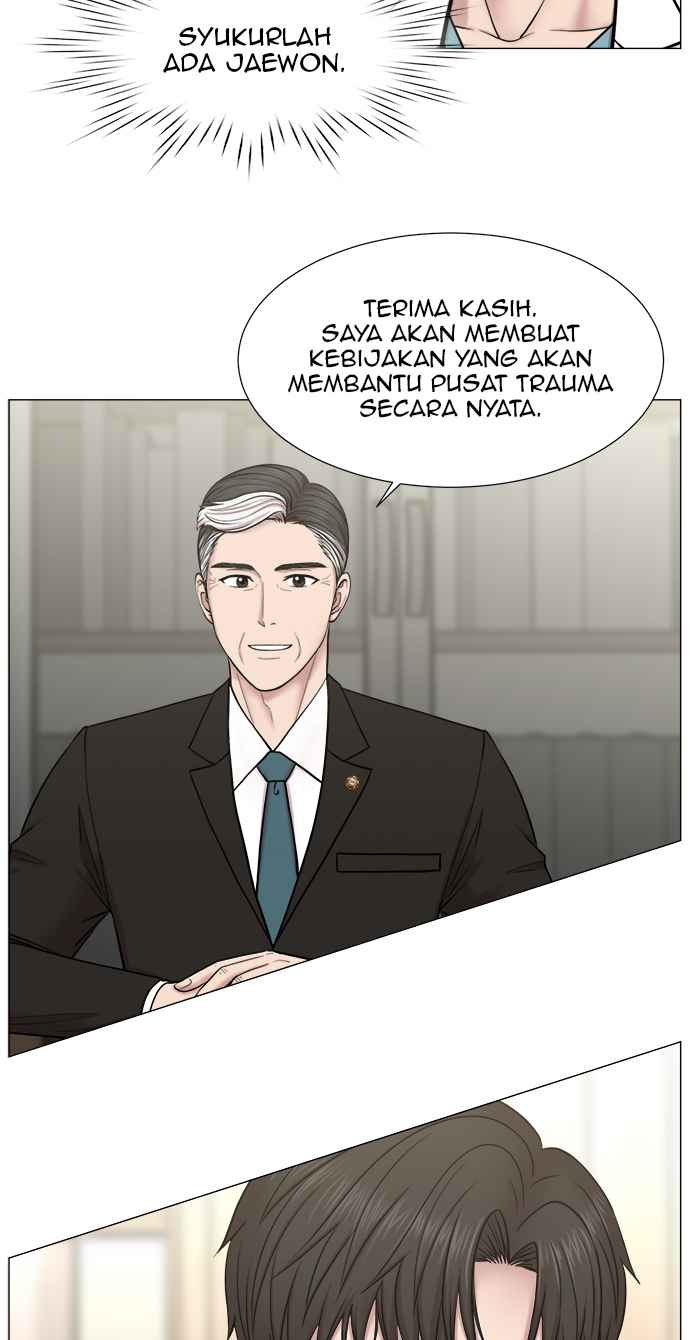 SYUKURLAH
ADA JAEWON.
TERIMA KASIH.
SAYA AKAN MEMBUAT
KEBIJAKAN YANG AKAN
MEMBANTU PUSAT TRAUMA
SECARA NYATA.